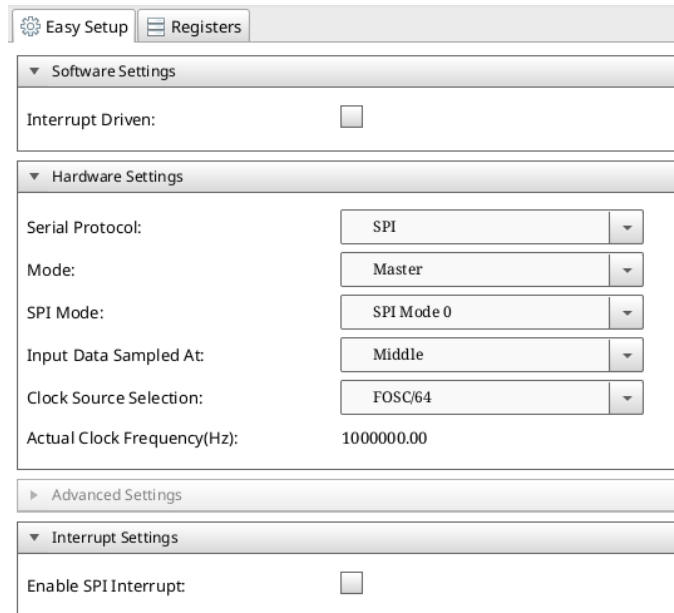 Easy Setup Registers
Software Settings
Interrupt Driven:
Hardware Settings
Serial Protocol: SPI
Mode: Master
SPI Mode: SPI Mode 0
Input Data Sampled At: Middle
Clock Source Selection: FOSC/64
Actual Clock Frequency(Hz): 1000000.00
Advanced Settings
Interrupt Settings
Enable SPI Interrupt: